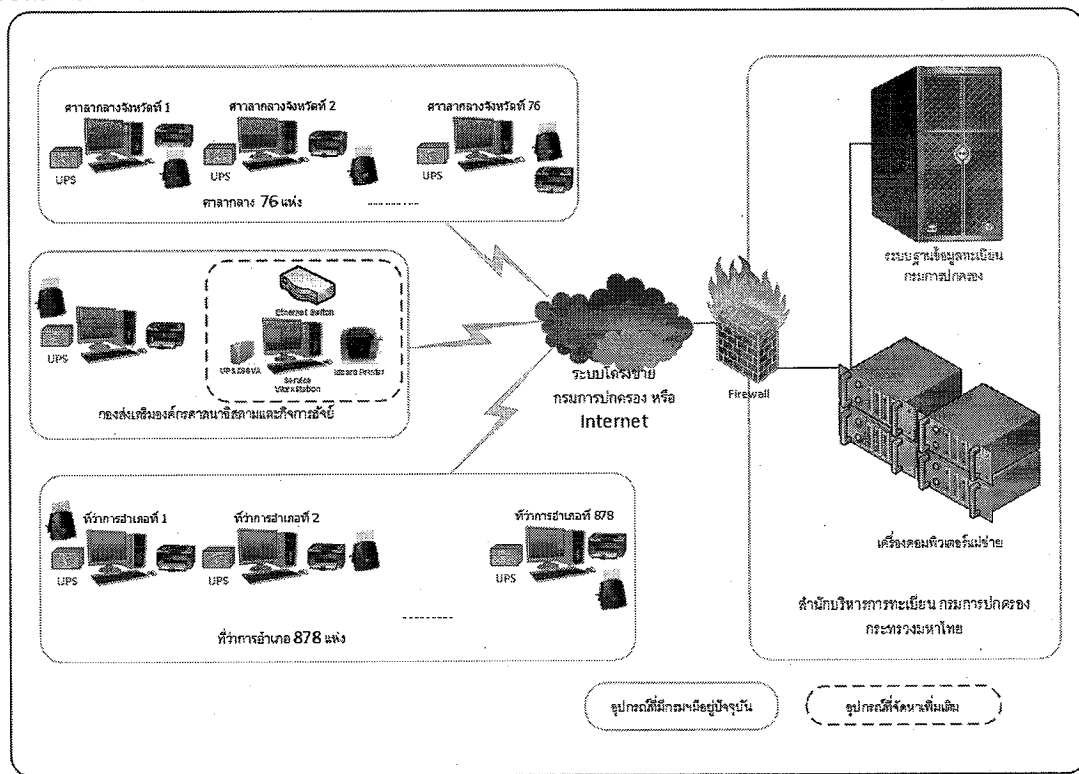 ศาลากลางจังหวัดที่ 1
ศาลากลางจังหวัดที่ 2
ศาลากลางจังหวัดที่ 76
UPS
UPS
UPS
ศาลากลาง 76 แห่ง
............
Ethernet Switch
UPS
UPS
Service
Workstation
Idcard Printer
กองส่งเสริมองค์กรศาสนาอิสลามและกิจการฮัจย์
ระบบโครงข่าย
กรมการปกครอง หรือ
Internet
Firewall
ระบบฐานข้อมูลทะเบียน
กรมการปกครอง
เครื่องคอมพิวเตอร์แม่ข่าย
สำนักบริหารการทะเบียน กรมการปกครอง
กระทรวงมหาดไทย
ที่ว่าการอำเภอที่ 1
ที่ว่าการอำเภอที่ 2
ที่ว่าการอำเภอที่ 878
UPS
UPS
UPS
ที่ว่าการอำเภอ 878 แห่ง
อุปกรณ์ที่กรมฯมีอยู่ปัจจุบัน
อุปกรณ์ที่จัดหาเพิ่มเติม